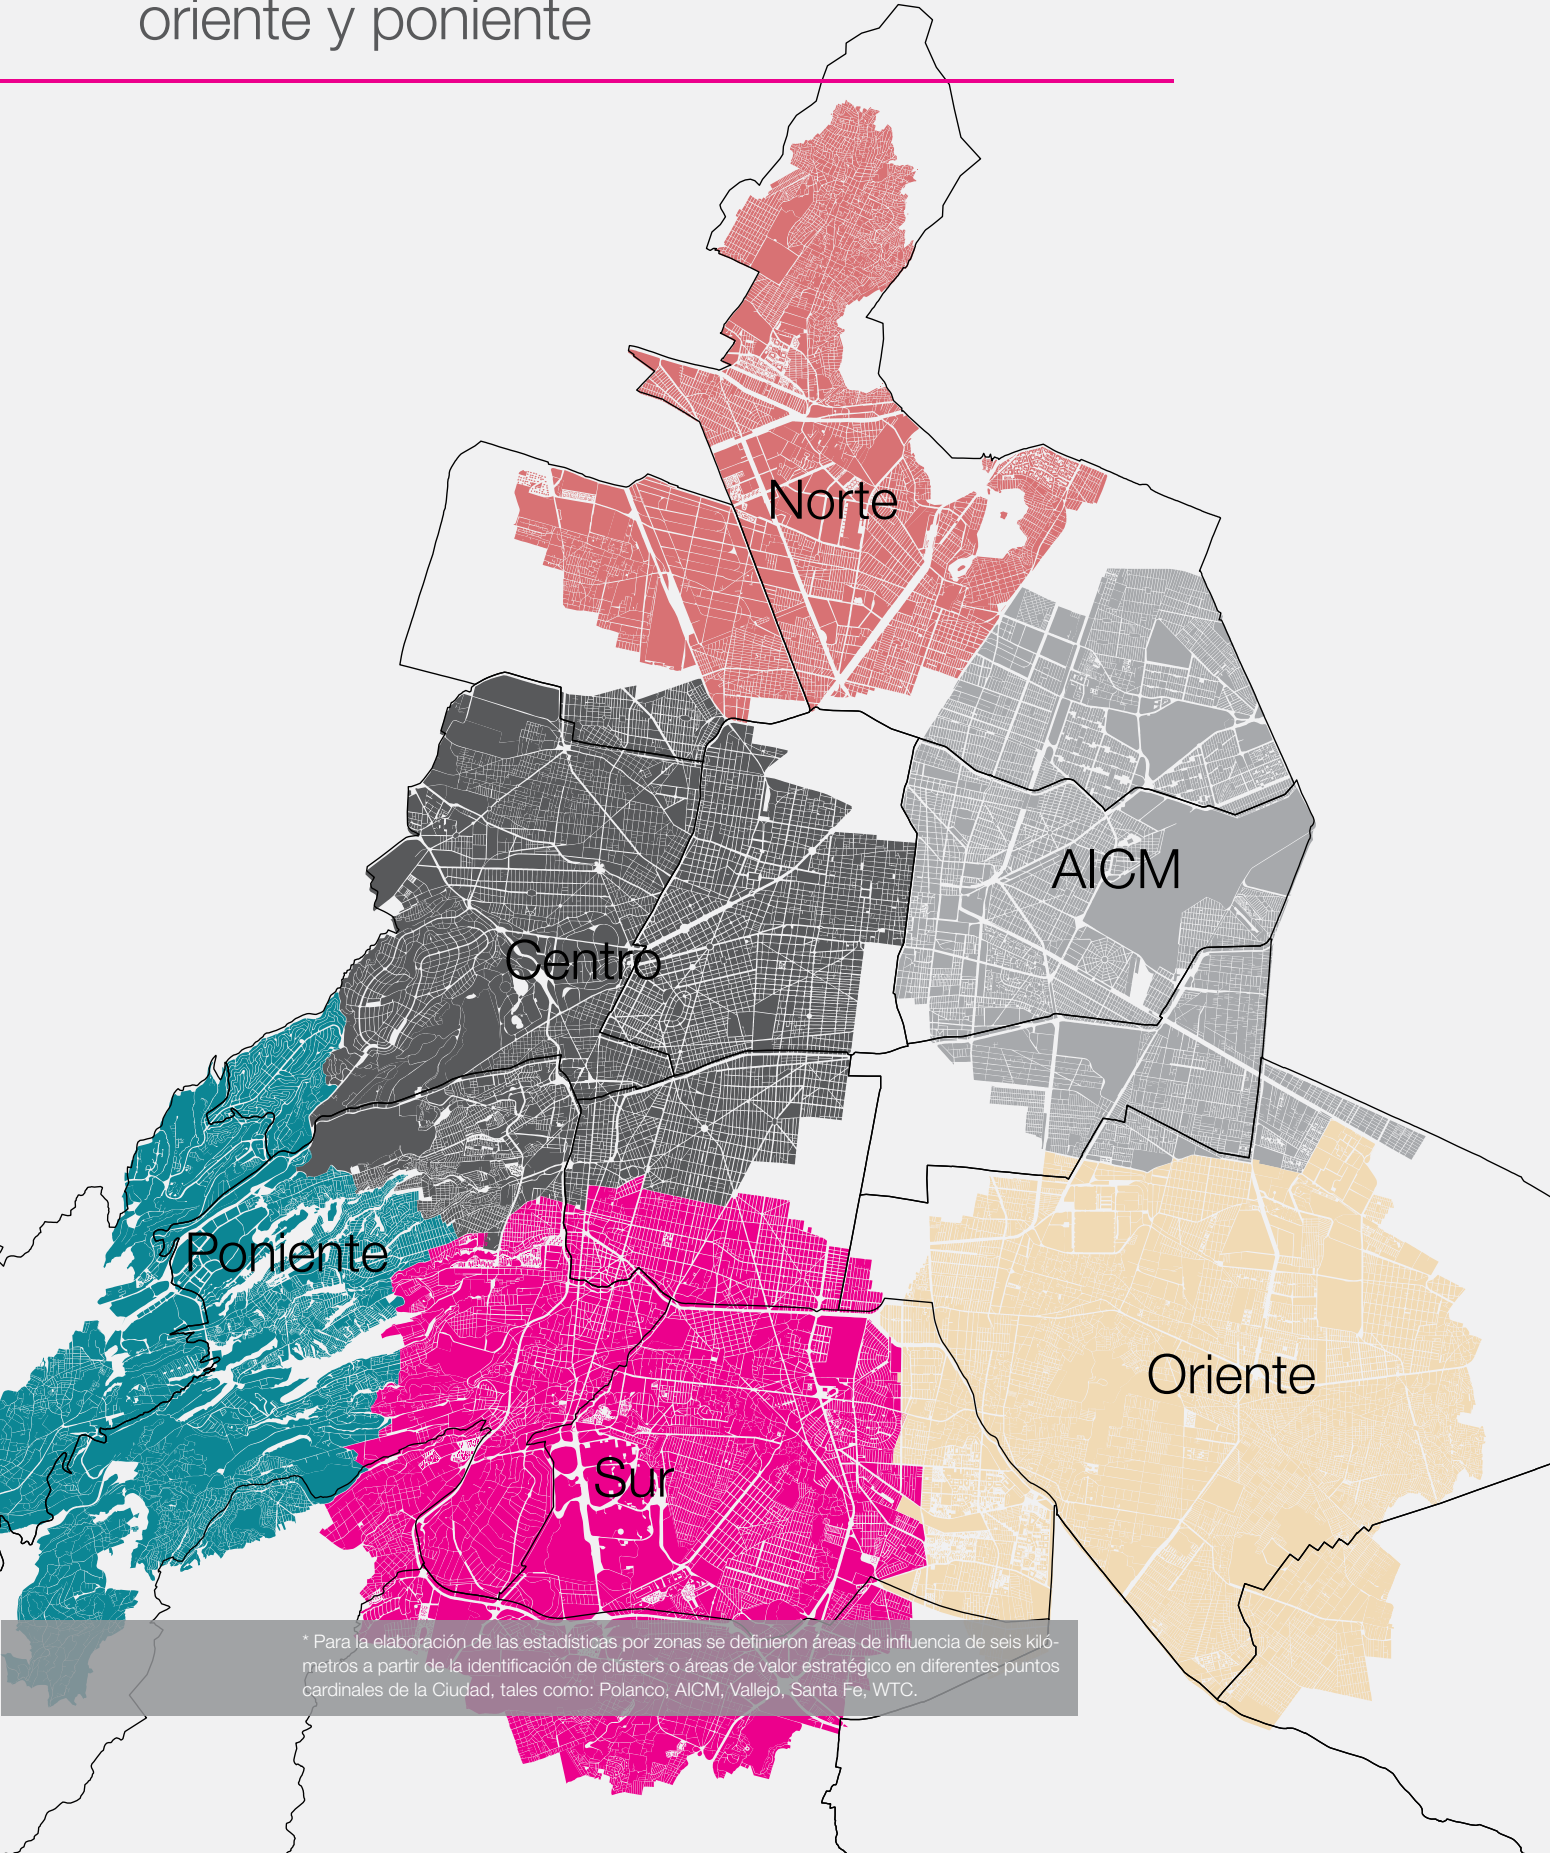 oriente y poniente
Norte
AICM
Centro
Poniente
Oriente
Sur
* Para la elaboración de las estadísticas por zonas se definieron áreas de influencia de seis kiló-
metros a partir de la identificación de clústers o áreas de valor estratégico en diferentes puntos
cardinales de la Ciudad, tales como: Polanco, AICM, Vallejo, Santa Fe, WTC.